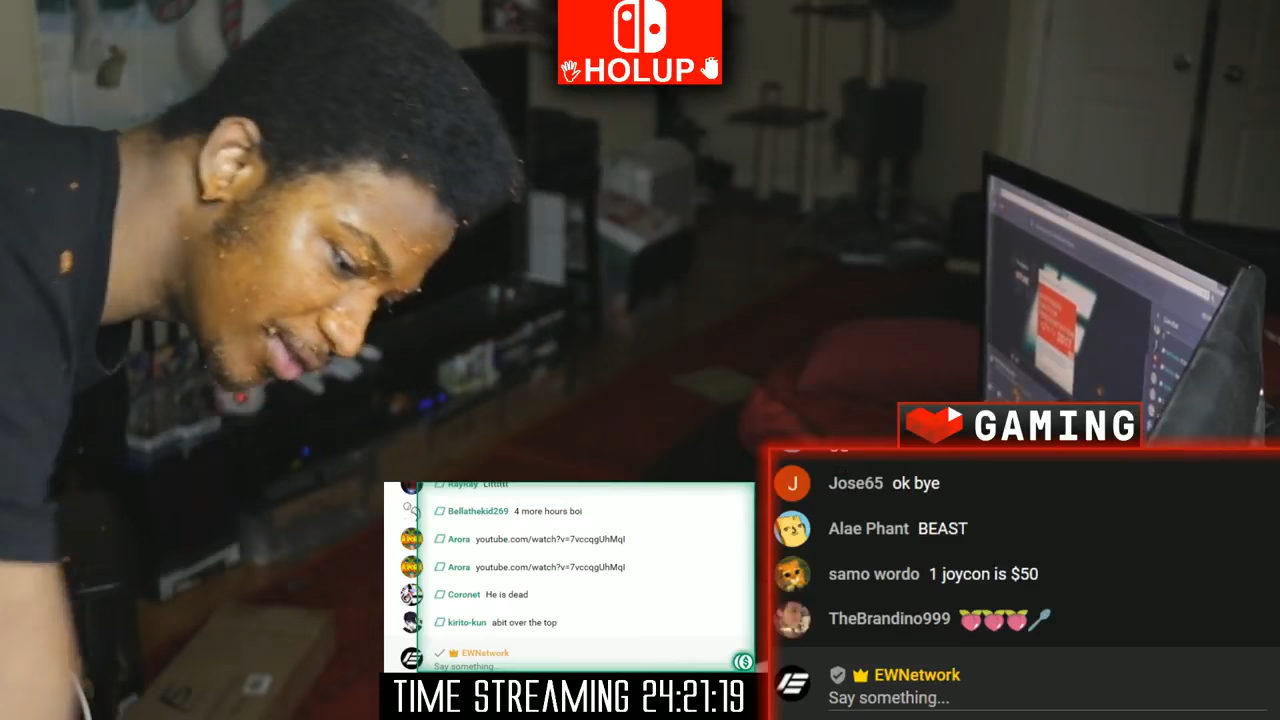 HOLUP
GAMING
RayRay Litttttt
Bellathekid269 4 more hours boi
Arora youtube.com/watch?v=7vccqgUhMqI
Arora youtube.com/watch?v=7vccqgUhMqI
Coronet He is dead
kirito-kun abit over the top
EWNetwork
Say something...
TIME STREAMING 24:21:19
J
Jose65 ok bye
Alae Phant BEAST
samo wordo 1 joycon is $50
TheBrandino999
EWNetwork
Say something...